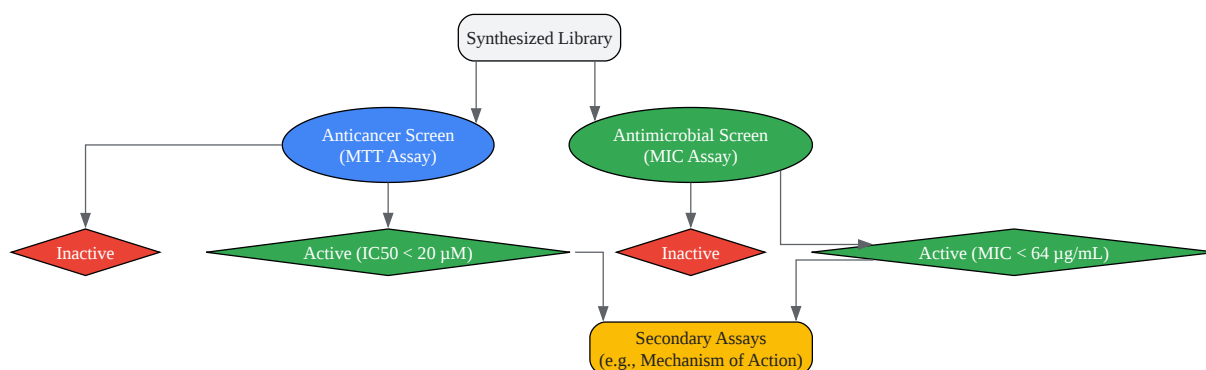 Synthesized Library
Anticancer Screen
(MTT Assay)
Antimicrobial Screen
(MIC Assay)
Inactive
Active (IC50 < 20 µM)
Inactive
Active (MIC < 64 µg/mL)
Secondary Assays
(e.g., Mechanism of Action)